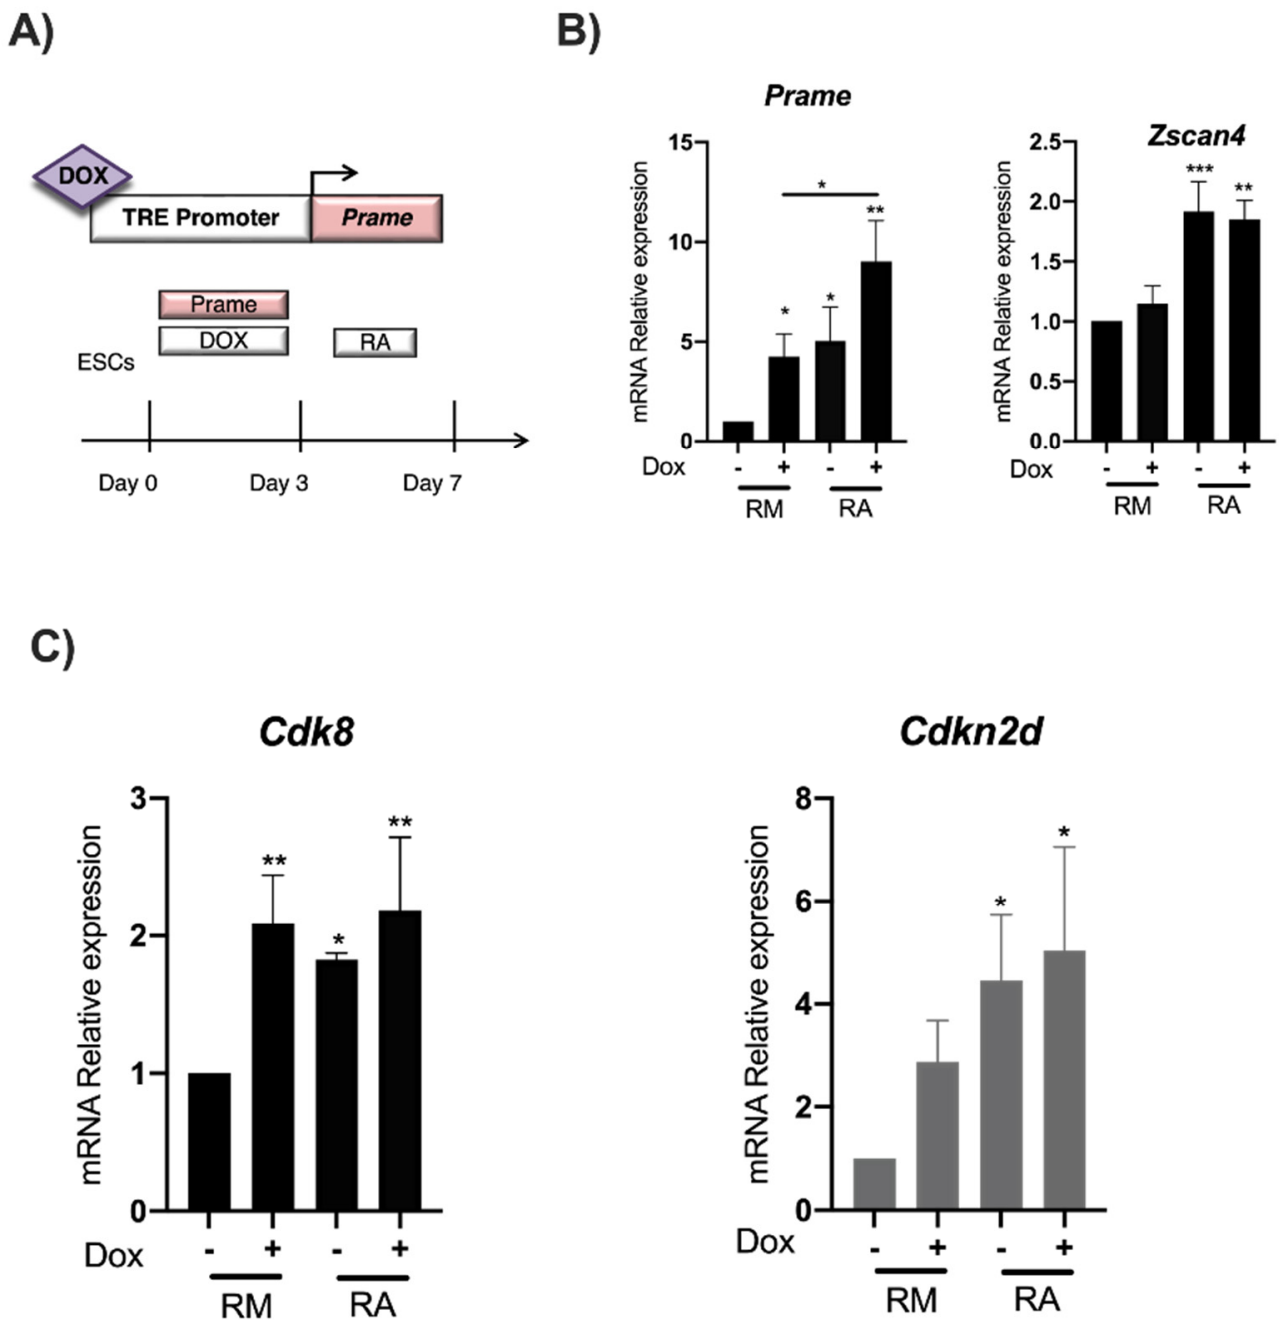 A)
DOX
TRE Promoter
Prame
Prame
DOX
RA
ESCs
Day 0
Day 3
Day 7
B)
Prame
mRNA Relative expression
15
10
5
0
*
*
*
**
Dox
- + - +
RM RA
Zscan4
mRNA Relative expression
2.5
2.0
1.5
1.0
0.5
0.0
***
**
Dox
- + - +
RM RA
C)
Cdk8
mRNA Relative expression
3
2
1
0
**
*
**
Dox
- + - +
RM RA
Cdkn2d
mRNA Relative expression
8
6
4
2
0
*
*
Dox
- + - +
RM RA